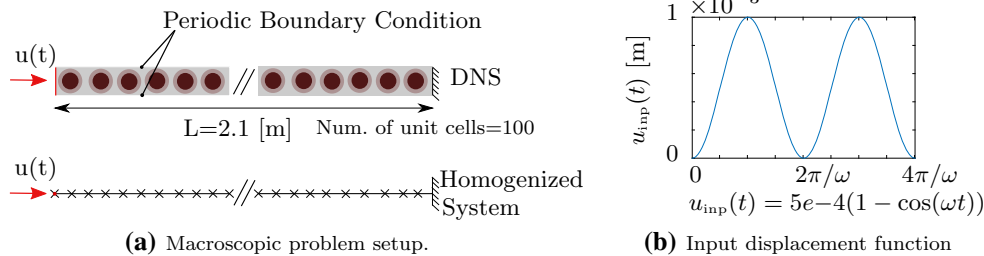 Periodic Boundary Condition
u(t)
DNS
L=2.1 [m] Num. of unit cells=100
u(t)
Homogenized
System
(a) Macroscopic problem setup.
1 ×10
u_inp(t) [m]
0
0 2π/ω 4π/ω
u_inp(t) = 5e−4(1 − cos(ωt))
(b) Input displacement function